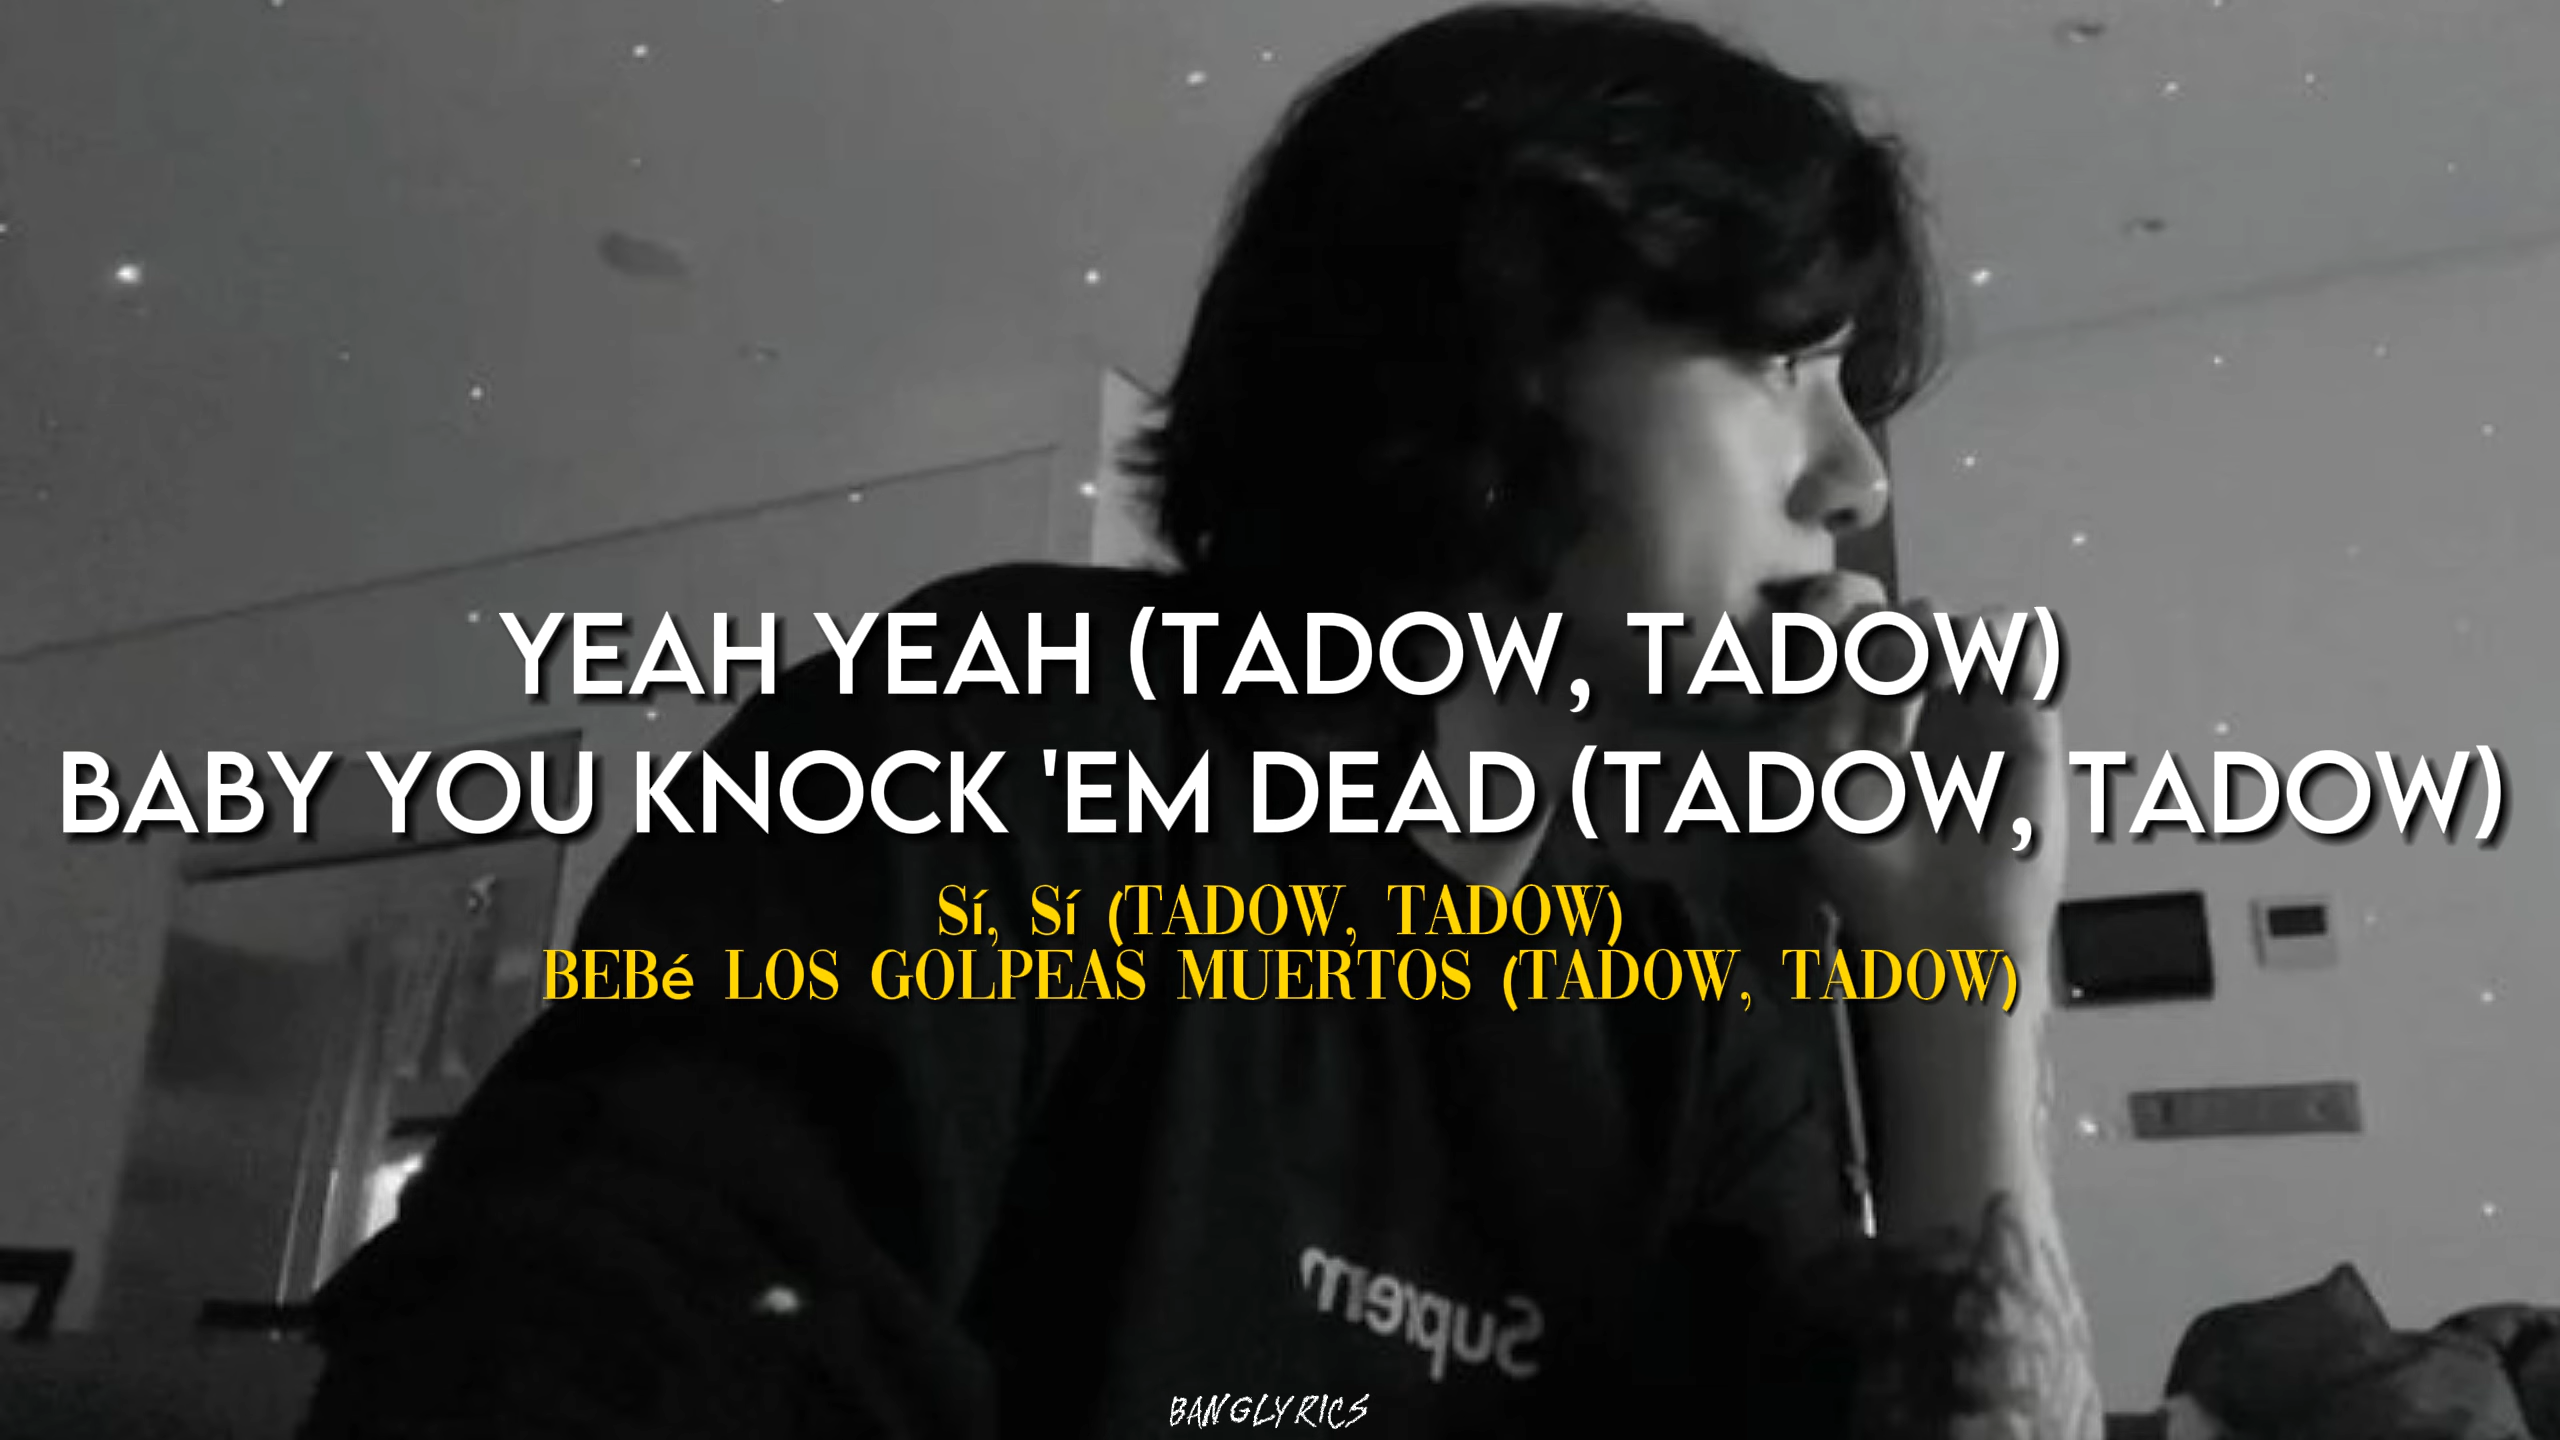 YEAH YEAH (TADOW, TADOW)
BABY YOU KNOCK 'EM DEAD (TADOW, TADOW)
Sí, Sí (TADOW, TADOW)
BEBé LOS GOLPEAS MUERTOS (TADOW, TADOW)
Suprem
BANGLYRICS